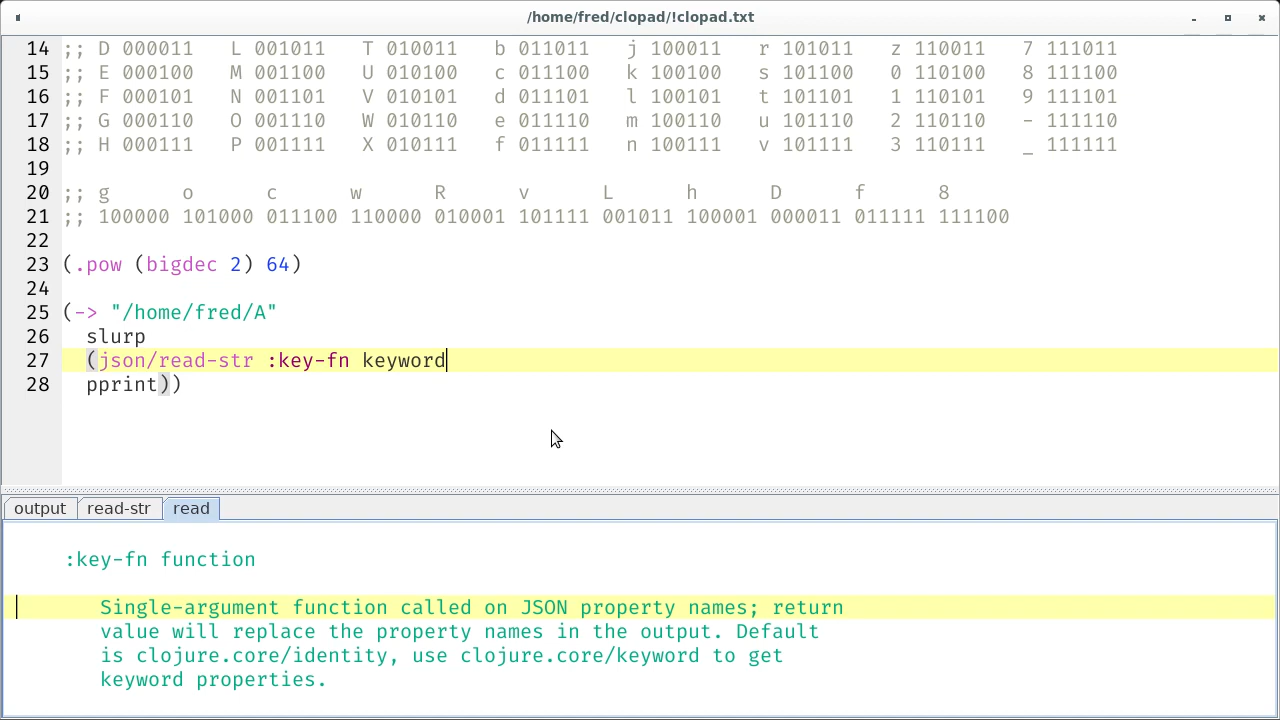 /home/fred/clopad/!clopad.txt
14 ;; D 000011   L 001011   T 010011   b 011011   j 100011   r 101011   z 110011   7 111011
15 ;; E 000100   M 001100   U 010100   c 011100   k 100100   s 101100   0 110100   8 111100
16 ;; F 000101   N 001101   V 010101   d 011101   l 100101   t 101101   1 110101   9 111101
17 ;; G 000110   O 001110   W 010110   e 011110   m 100110   u 101110   2 110110   - 111110
18 ;; H 000111   P 001111   X 010111   f 011111   n 100111   v 101111   3 110111   _ 111111
19
20 ;; g      o      c      w      R      v      L      h      D      f      8
21 ;; 100000 101000 011100 110000 010001 101111 001011 100001 000011 011111 111100
22
23 (.pow (bigdec 2) 64)
24
25 (-> "/home/fred/A"
26   slurp
27   (json/read-str :key-fn keyword
28   pprint))
output read-str read
:key-fn function
Single-argument function called on JSON property names; return
value will replace the property names in the output. Default
is clojure.core/identity, use clojure.core/keyword to get
keyword properties.